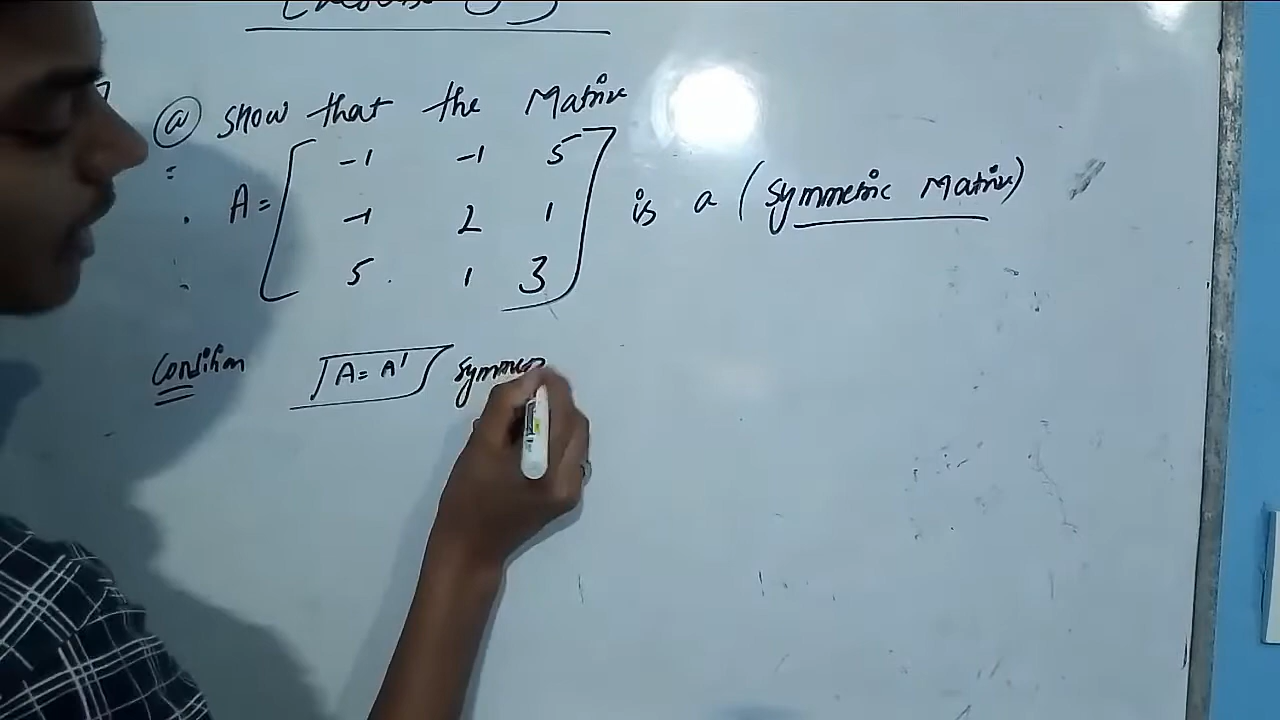 (a) Show that the Matrix
A = [ -1 -1 5
-1 2 1
5 1 3 ] is a (Symmetric Matrix)
Condition A = A' Symme